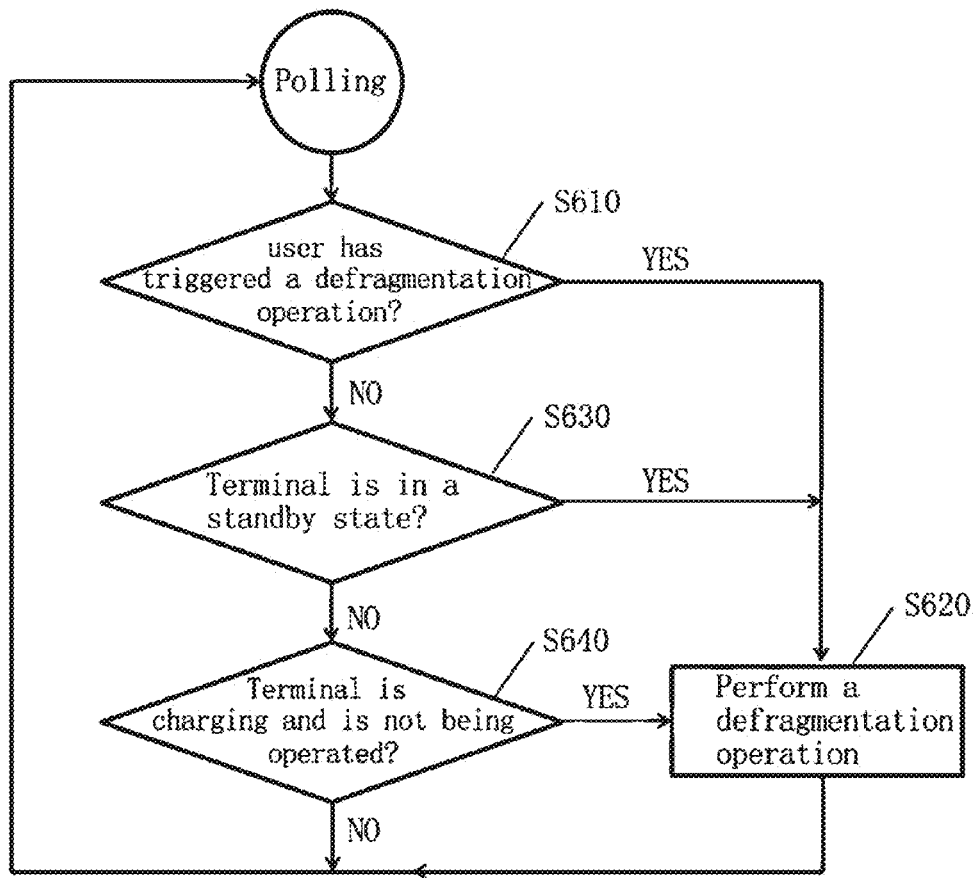 Polling
S610
user has
triggered a defragmentation
operation?
YES
NO
S630
Terminal is in a
standby state?
YES
NO
S640
Terminal is
charging and is not being
operated?
YES
S620
Perform a
defragmentation
operation
NO